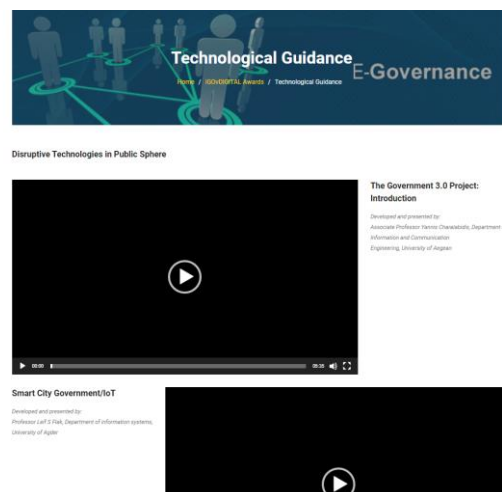 Technological Guidance
E-Governance
Home / IGOvDIGITAL Awards / Technological Guidance
Disruptive Technologies in Public Sphere
The Government 3.0 Project:
Introduction
Developed and presented by:
Associate Professor Yannis Charalabidis, Department
Information and Communication
Engineering, University of Aegean
00:00 05:35
Smart City Government/IoT
Developed and presented by:
Professor Leif S Flak, Department of information systems,
University of Agder